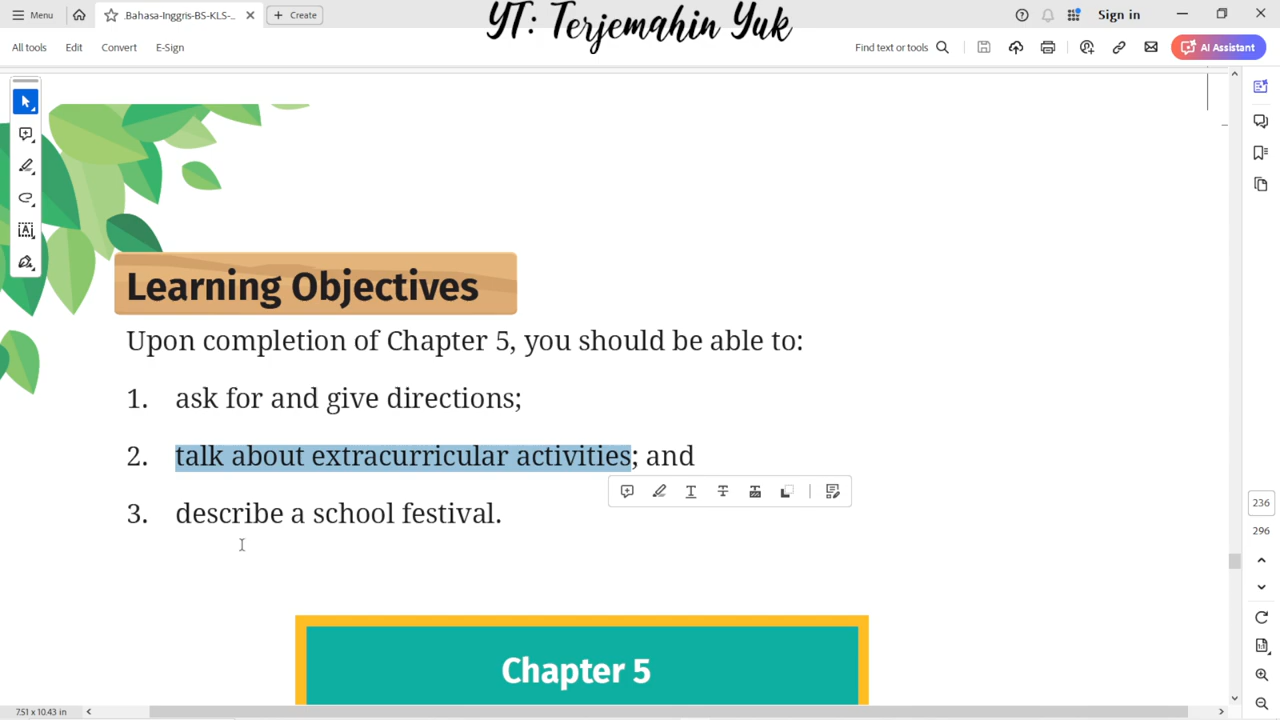 Menu
.Bahasa-Inggris-BS-KLS-...
Create
YT: Terjemahin Yuk
Sign in
All tools
Edit
Convert
E-Sign
Find text or tools
AI Assistant
Learning Objectives
Upon completion of Chapter 5, you should be able to:
1. ask for and give directions;
2. talk about extracurricular activities; and
3. describe a school festival.
236
296
Chapter 5
7.51 x 10.43 in